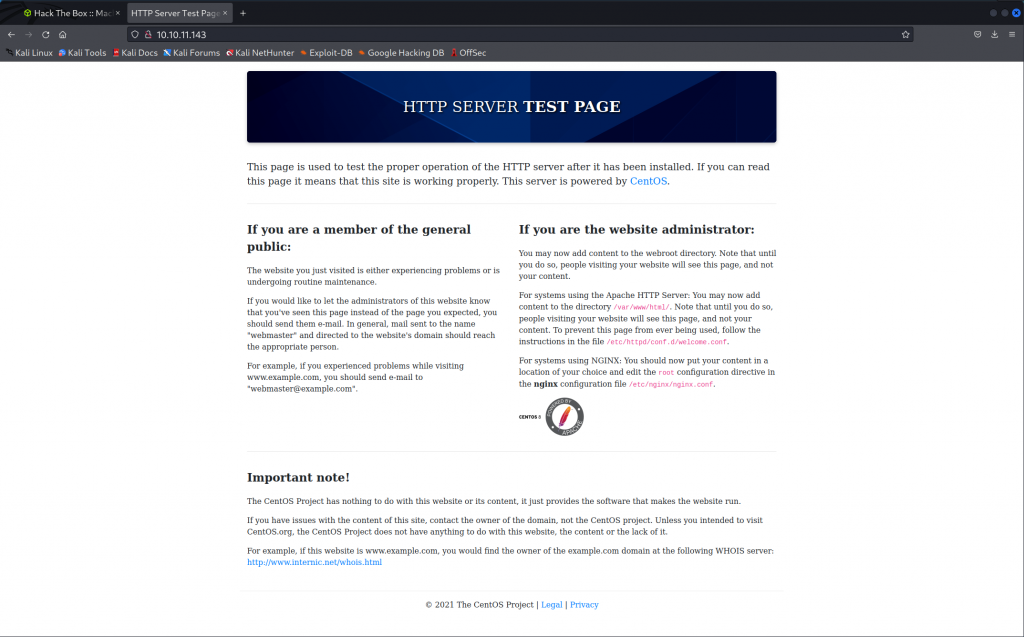 Hack The Box :: Mac
HTTP Server Test Page
10.10.11.143
Kali Linux
Kali Tools
Kali Docs
Kali Forums
Kali NetHunter
Exploit-DB
Google Hacking DB
OffSec
HTTP SERVER TEST PAGE
This page is used to test the proper operation of the HTTP server after it has been installed. If you can read
this page it means that this site is working properly. This server is powered by CentOS.
If you are a member of the general
public:
The website you just visited is either experiencing problems or is
undergoing routine maintenance.
If you would like to let the administrators of this website know
that you've seen this page instead of the page you expected, you
should send them e-mail. In general, mail sent to the name
"webmaster" and directed to the website's domain should reach
the appropriate person.
For example, if you experienced problems while visiting
www.example.com, you should send e-mail to
"webmaster@example.com".
If you are the website administrator:
You may now add content to the webroot directory. Note that until
you do so, people visiting your website will see this page, and not
your content.
For systems using the Apache HTTP Server: You may now add
content to the directory /var/www/html/. Note that until you do so,
people visiting your website will see this page, and not your
content. To prevent this page from ever being used, follow the
instructions in the file /etc/httpd/conf.d/welcome.conf.
For systems using NGINX: You should now put your content in a
location of your choice and edit the root configuration directive in
the nginx configuration file /etc/nginx/nginx.conf.
CENTOS 8
POWERED BY
APACHE
Important note!
The CentOS Project has nothing to do with this website or its content, it just provides the software that makes the website run.
If you have issues with the content of this site, contact the owner of the domain, not the CentOS project. Unless you intended to visit
CentOS.org, the CentOS Project does not have anything to do with this website, the content or the lack of it.
For example, if this website is www.example.com, you would find the owner of the example.com domain at the following WHOIS server:
http://www.internic.net/whois.html
© 2021 The CentOS Project | Legal | Privacy